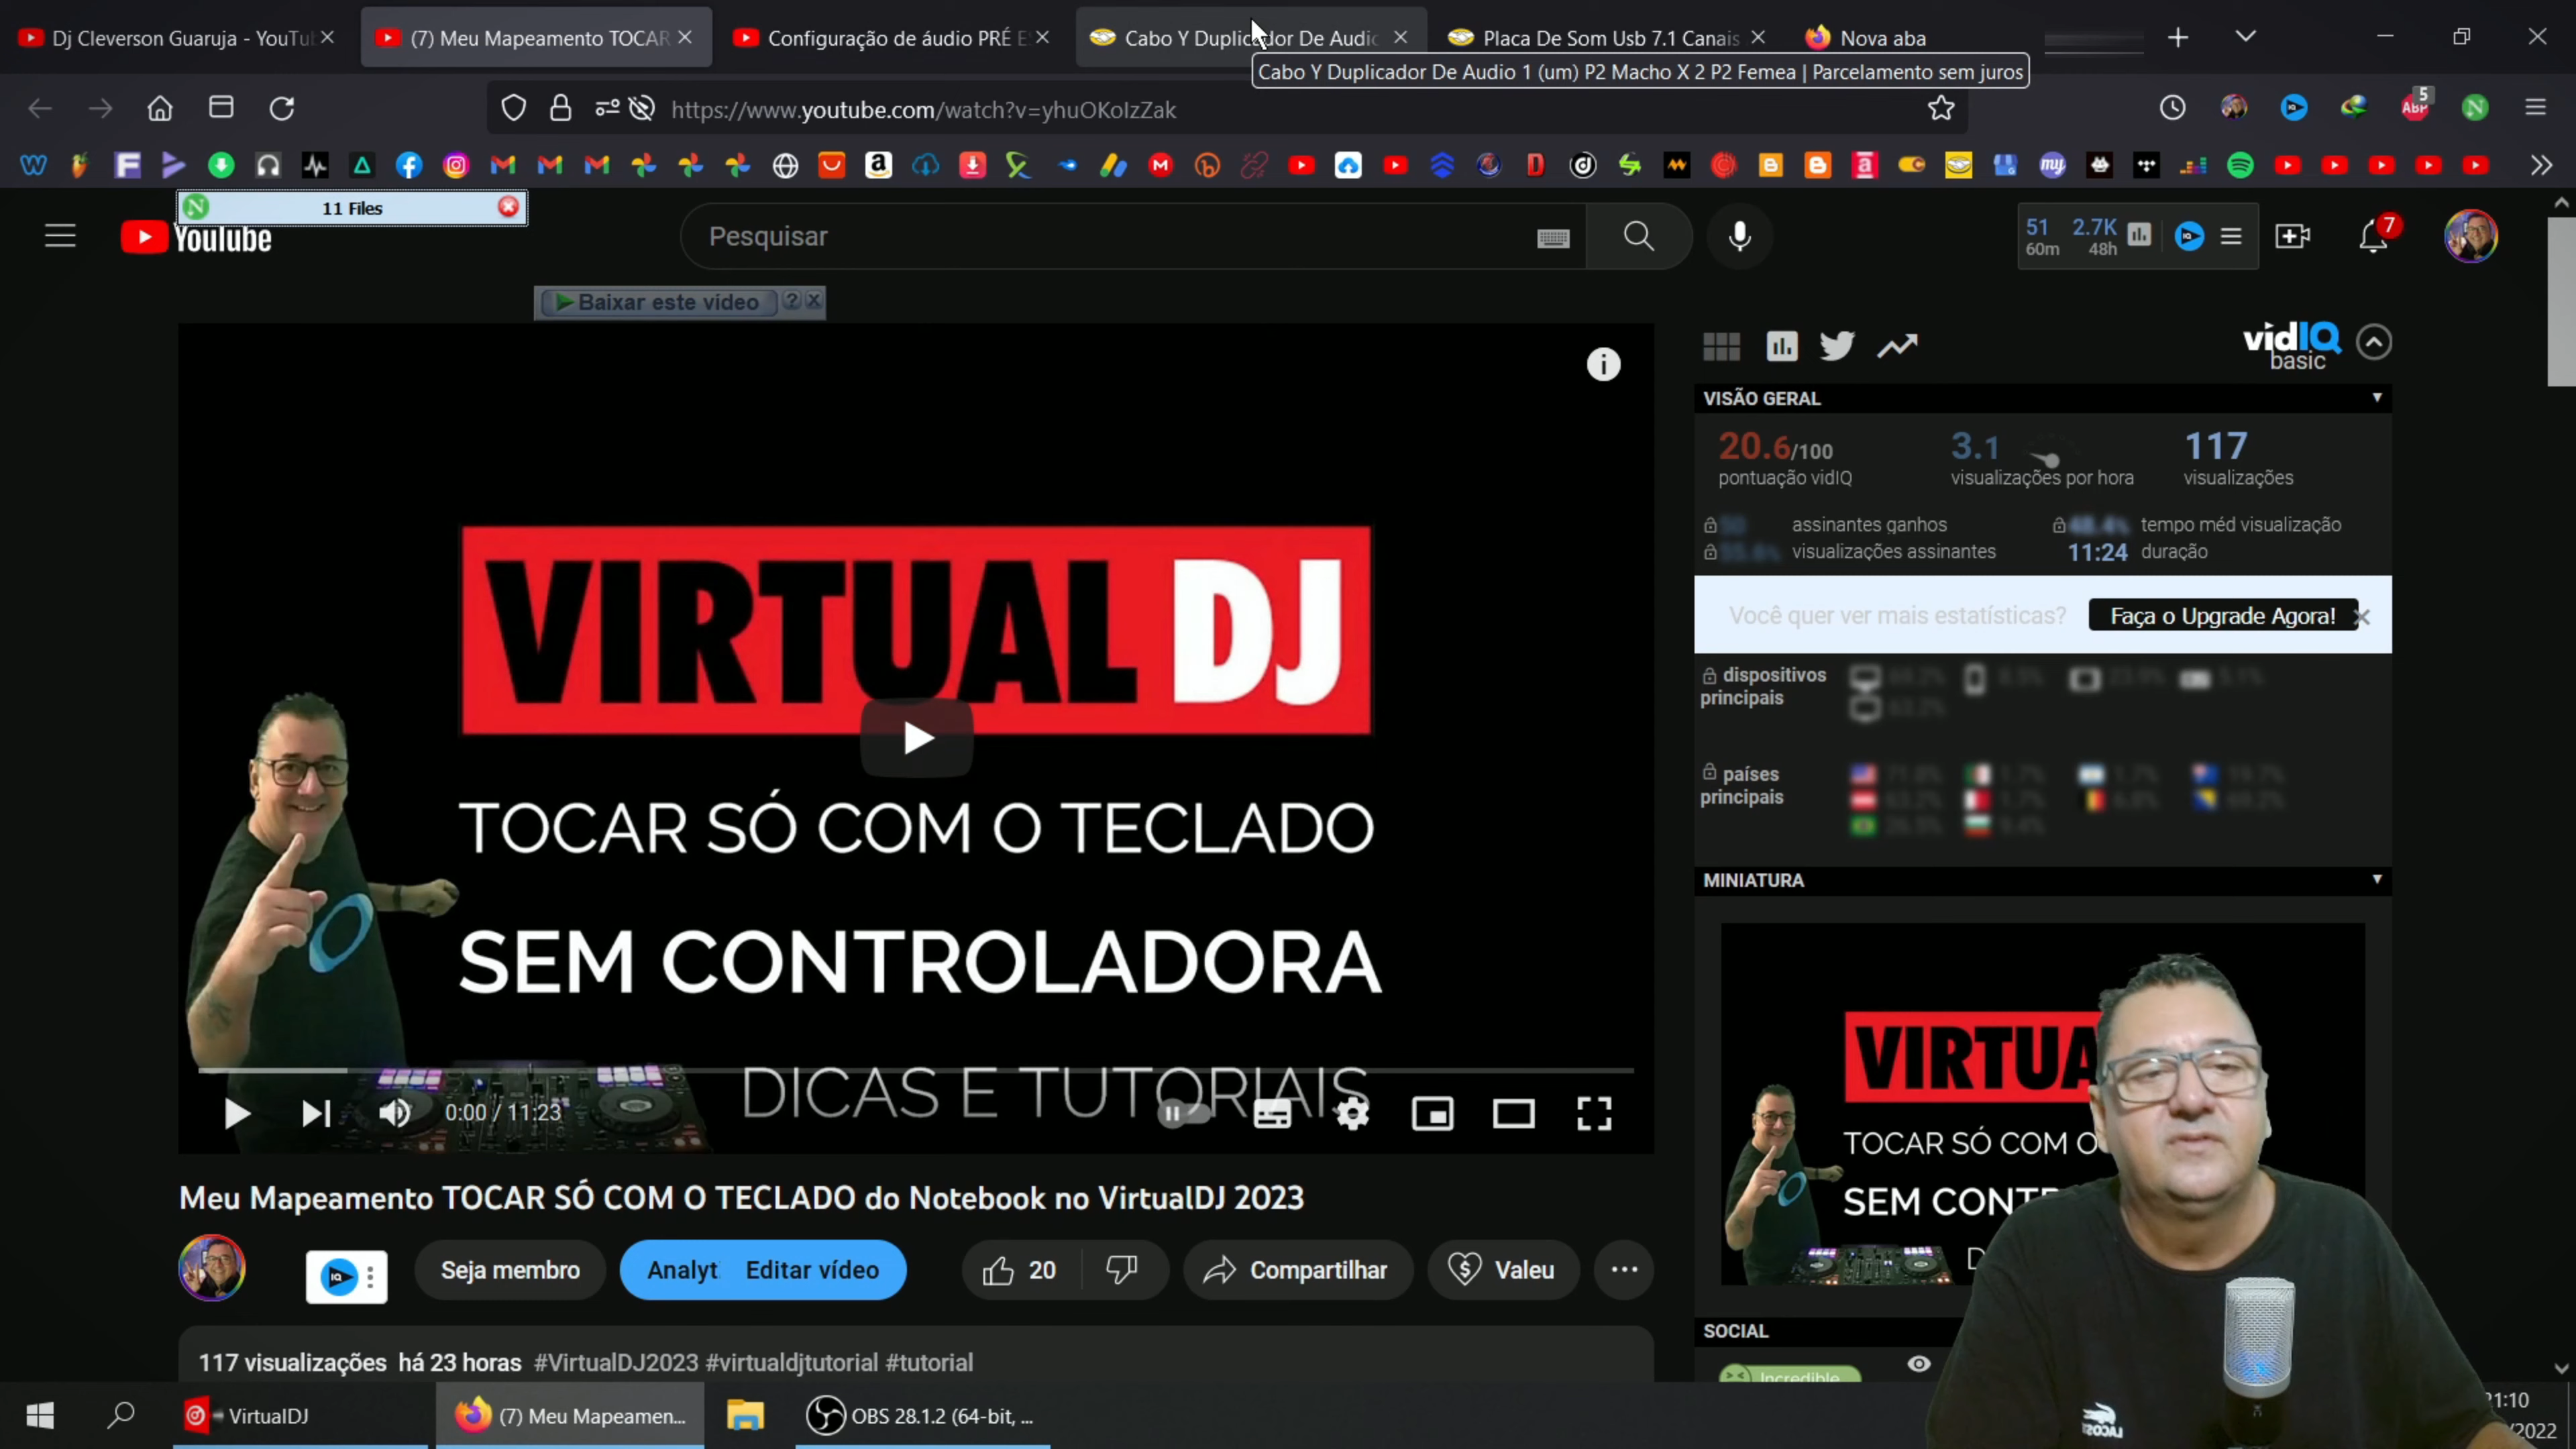 Dj Cleverson Guaruja - YouTu
(7) Meu Mapeamento TOCAR
Configuração de áudio PRÉ E
Cabo Y Duplicador De Audio
Placa De Som Usb 7.1 Canais
Nova aba
Cabo Y Duplicador De Audio 1 (um) P2 Macho X 2 P2 Femea | Parcelamento sem juros
https://www.youtube.com/watch?v=yhuOKoIzZak
5
ABP
11 Files
YouTube
Pesquisar
51
60m
2.7K
48h
7
Baixar este vídeo
VIRTUAL DJ
TOCAR SÓ COM O TECLADO
SEM CONTROLADORA
DICAS E TUTORIAIS
0:00 / 11:23
vidIQ
basic
VISÃO GERAL
20.6/100
pontuação vidIQ
3.1
visualizações por hora
117
visualizações
assinantes ganhos
tempo méd visualização
visualizações assinantes
11:24 duração
Você quer ver mais estatísticas?
Faça o Upgrade Agora!
dispositivos
principais
países
principais
MINIATURA
VIRTUA
TOCAR SÓ COM O
SEM CONTR
D
SOCIAL
Incredible
Meu Mapeamento TOCAR SÓ COM O TECLADO do Notebook no VirtualDJ 2023
Seja membro
Analyt
Editar vídeo
20
Compartilhar
Valeu
117 visualizações há 23 horas #VirtualDJ2023 #virtualdjtutorial #tutorial
VirtualDJ
(7) Meu Mapeamen...
OBS 28.1.2 (64-bit, ...
1:10
/2022